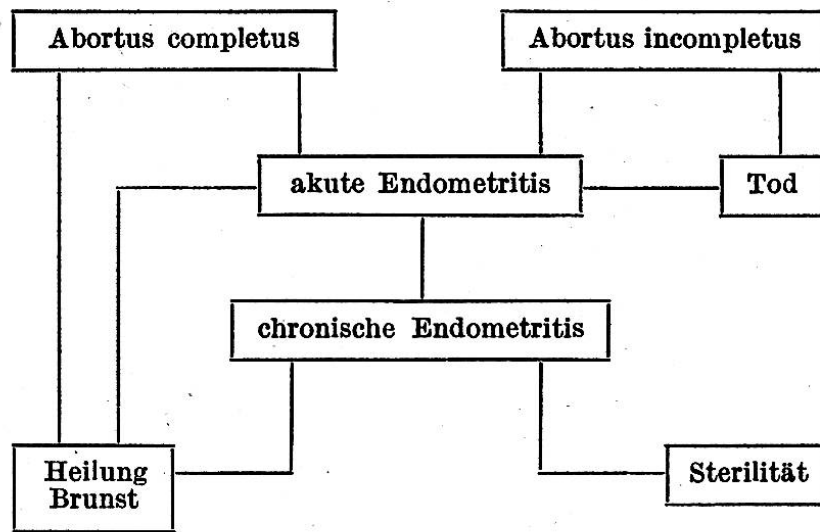 Abortus completus
Abortus incompletus
akute Endometritis
Tod
chronische Endometritis
Heilung
Brunst
Sterilität